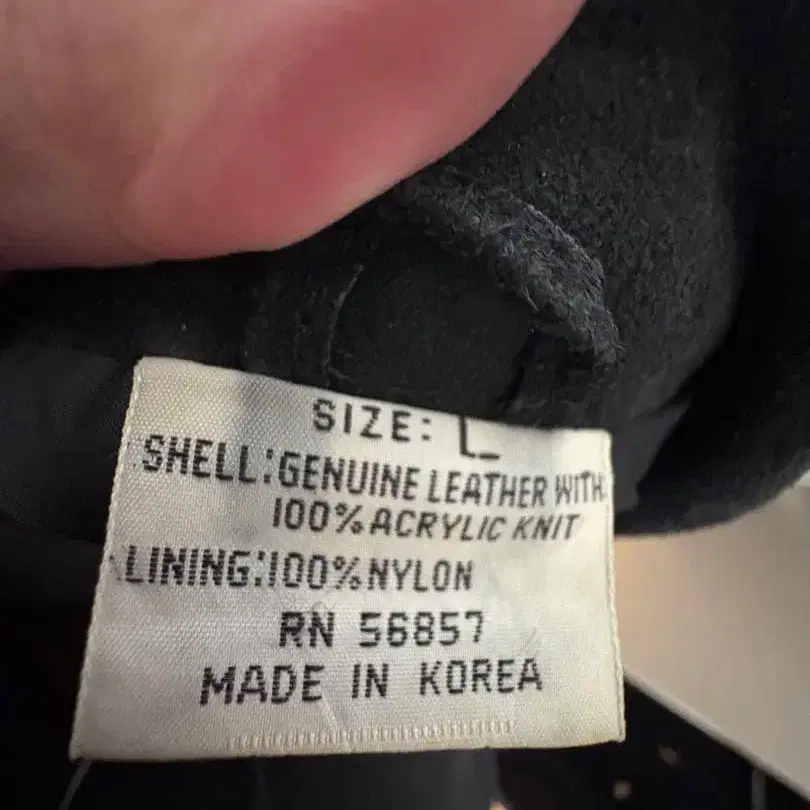 SIZE: L
SHELL:GENUINE LEATHER WITH
100% ACRYLIC KNIT
LINING:100% NYLON
RN 56857
MADE IN KOREA